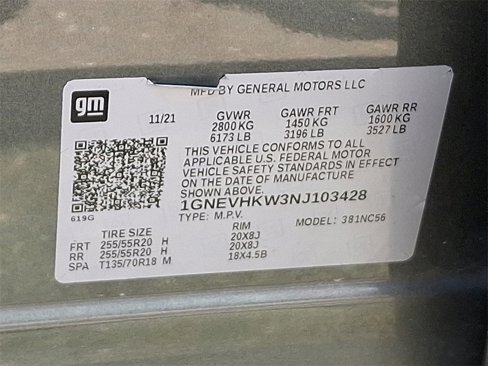 gm
MFD BY GENERAL MOTORS LLC
11/21
GVWR GAWR FRT GAWR RR
2800 KG 1450 KG 1600 KG
6173 LB 3196 LB 3527 LB
THIS VEHICLE CONFORMS TO ALL
APPLICABLE U.S. FEDERAL MOTOR
VEHICLE SAFETY STANDARDS IN EFFECT
ON THE DATE OF MANUFACTURE
SHOWN ABOVE.
619G
1GNEVHKW3NJ103428
TYPE: M.P.V. MODEL: 381NC56
TIRE SIZE RIM
FRT 255/55R20 H 20X8J
RR 255/55R20 H 20X8J
SPA T135/70R18 M 18X4.5B